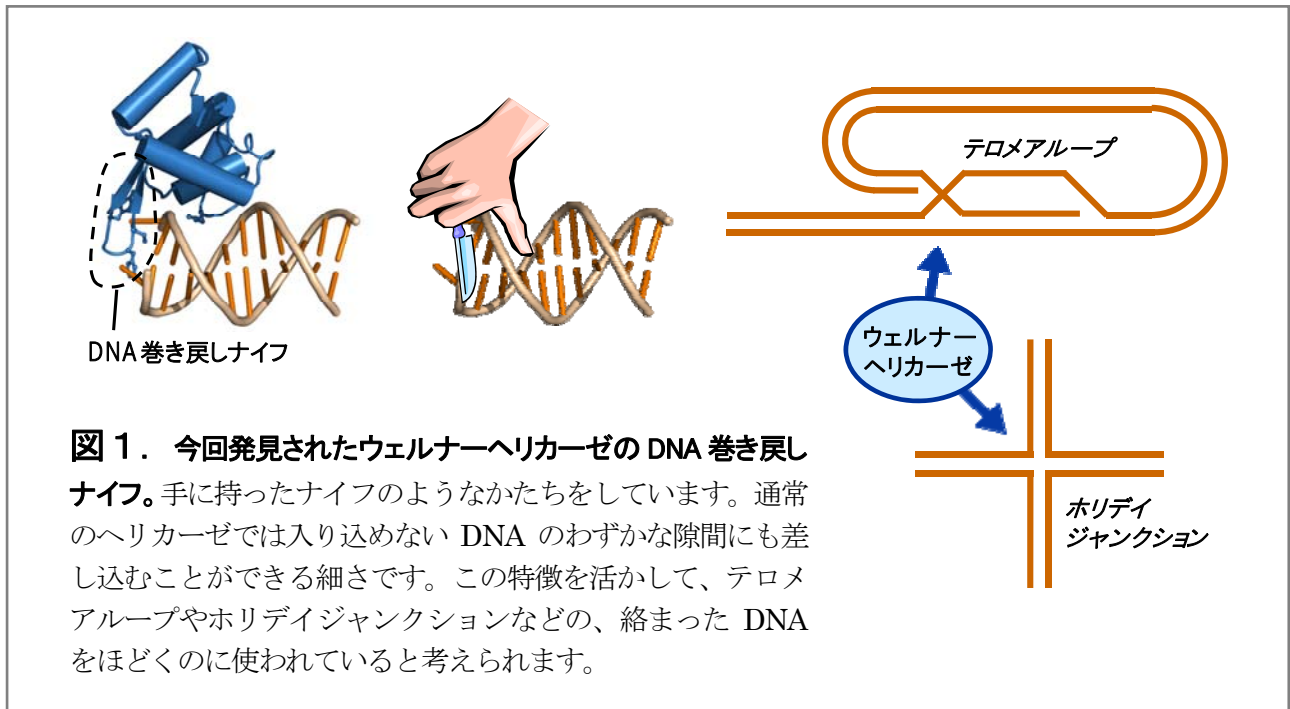 DNA 巻き戻しナイフ
テロメアループ
ウェルナー
ヘリカーゼ
ホリデイ
ジャンクション
図１． 今回発見されたウェルナーヘリカーゼの DNA 巻き戻し
ナイフ。手に持ったナイフのようなかたちをしています。通常
のヘリカーゼでは入り込めない DNA のわずかな隙間にも差
し込むことができる細さです。この特徴を活かして、テロメ
アループやホリデイジャンクションなどの、絡まった DNA
をほどくのに使われていると考えられます。